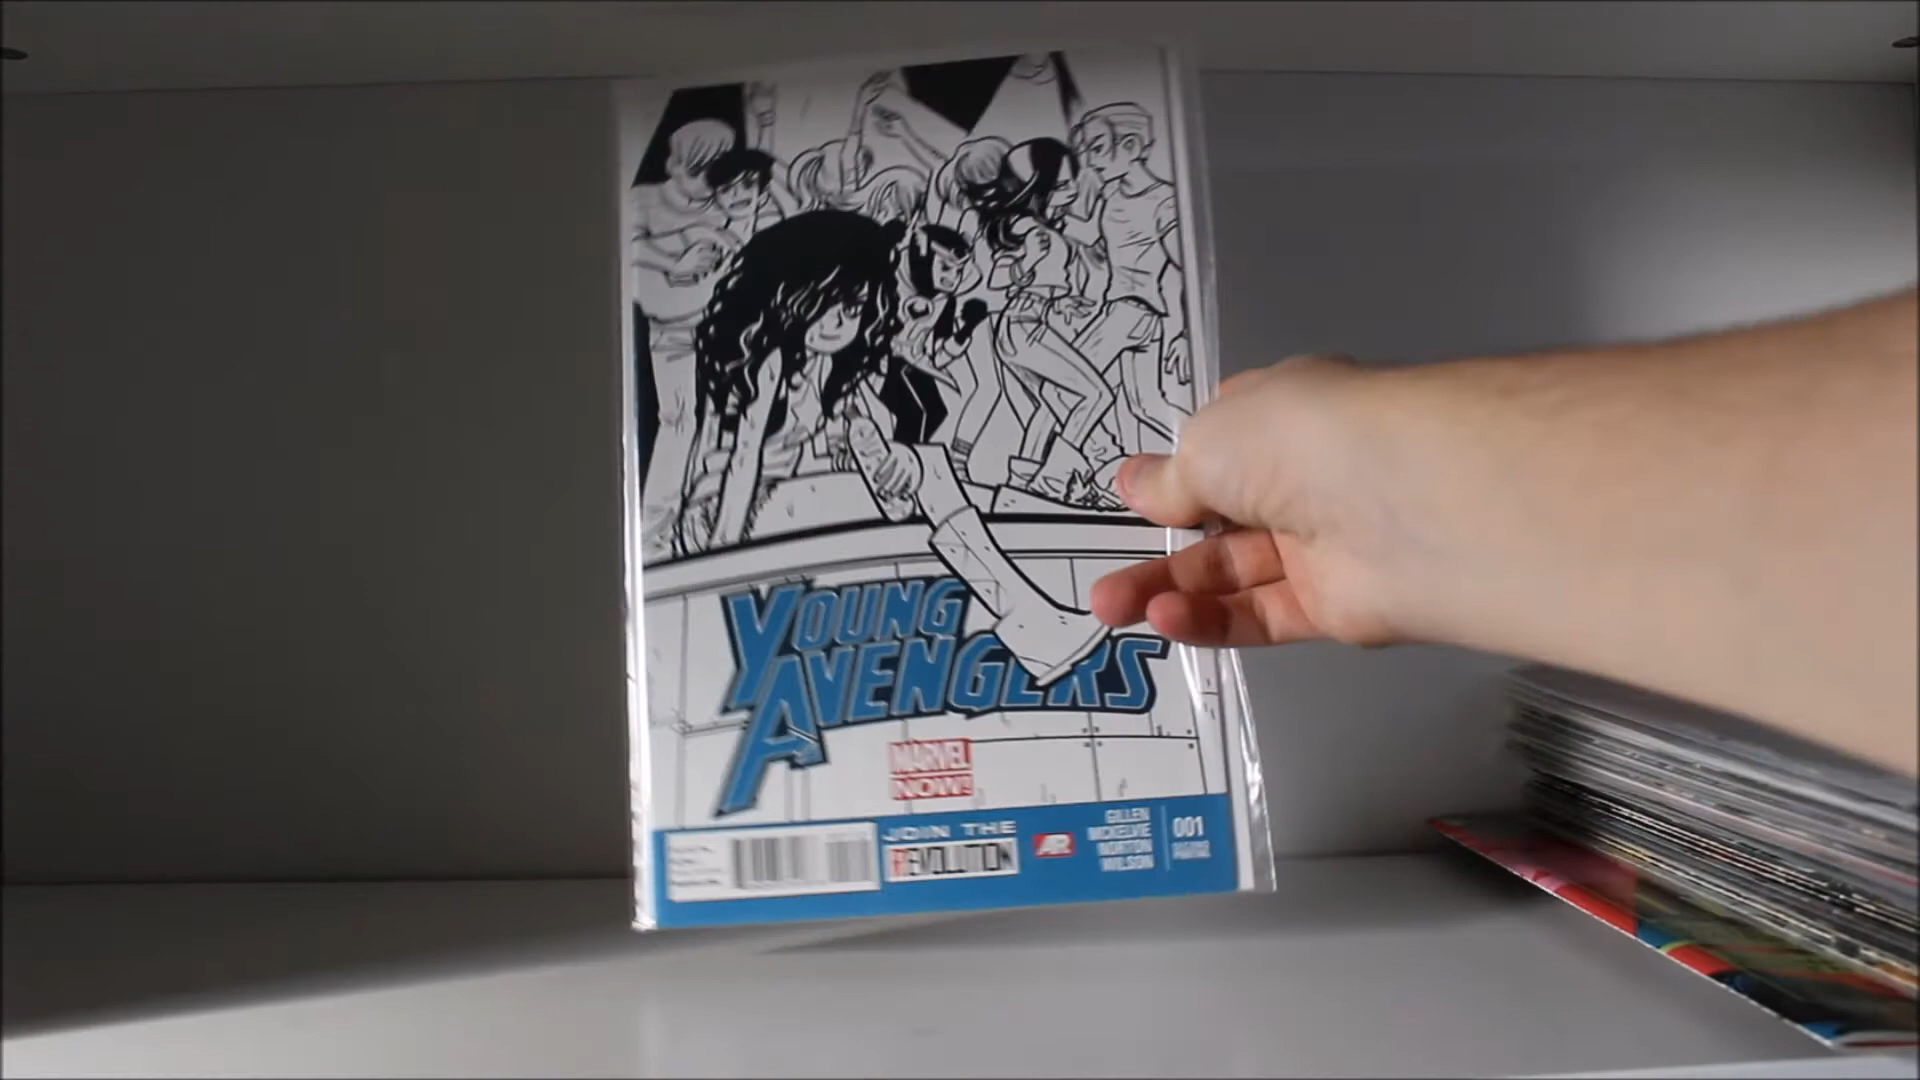 YOUNG
AVENGERS
MARVEL
NOW!
JOIN THE
REVOLUTION
AR
GILLEN
MCKELVIE
NORTON
WILSON
001